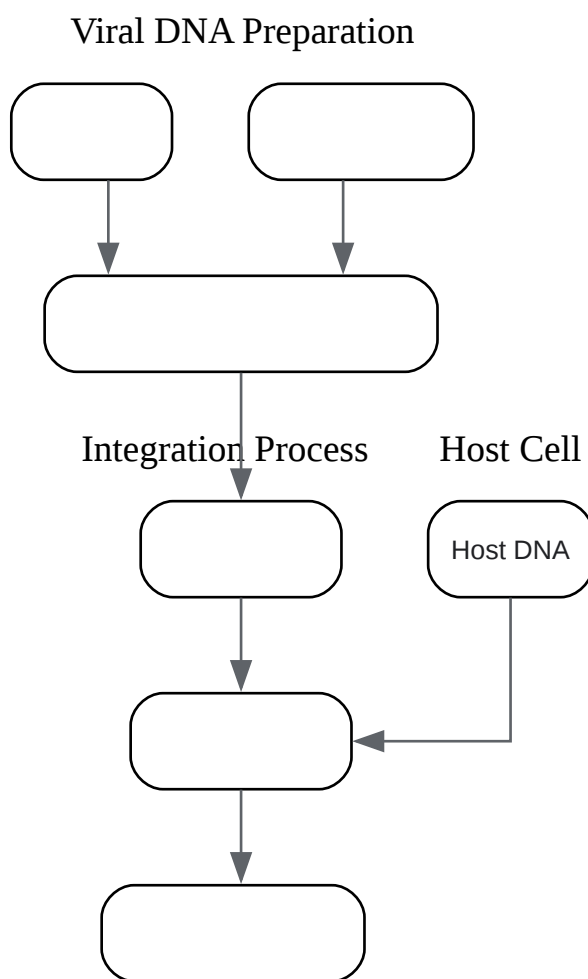 Viral DNA Preparation
Integration Process
Host Cell
Host DNA